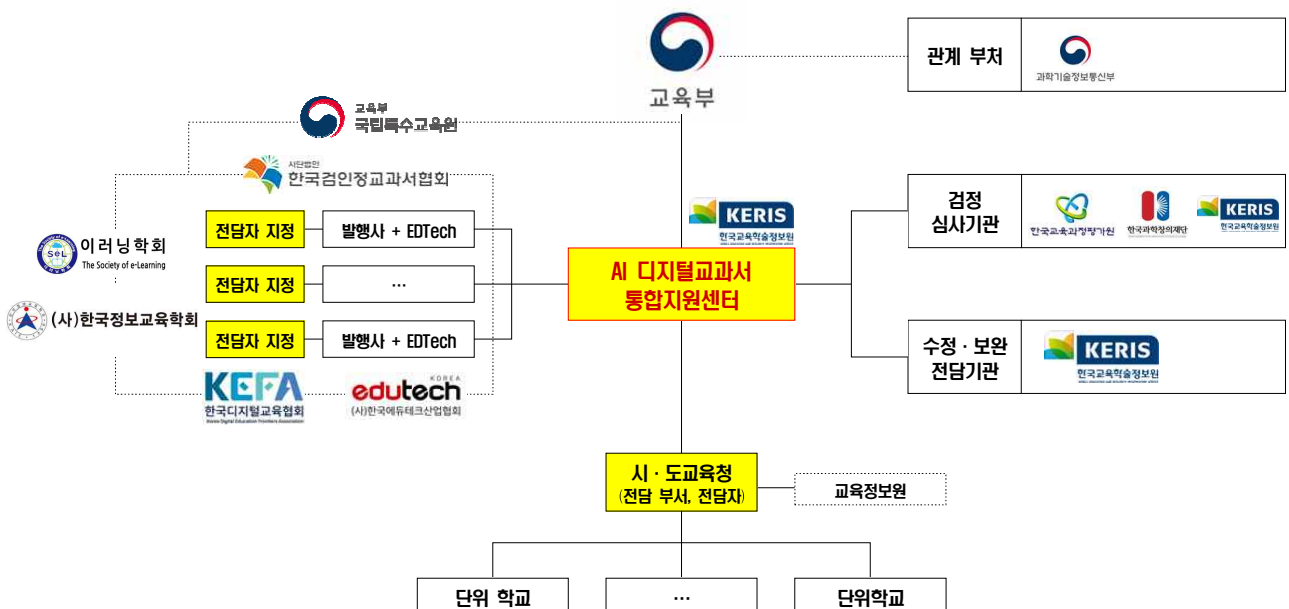 교육부
관계 부처
과학기술정보통신부
교육부
국립특수교육원
사단법인
한국검인정교과서협회
전담자 지정
발행사 + EDTech
이러닝학회
The Society of e-Learning
전담자 지정
…
(사)한국정보교육학회
전담자 지정
발행사 + EDTech
KEFA
한국디지털교육협회
Korea Digital Education Frontiers Association
KOREA
edutech
(사)한국에듀테크산업협회
KERIS
한국교육학술정보원
AI 디지털교과서
통합지원센터
검정
심사기관
한국교육과정평가원
한국과학창의재단
KERIS
한국교육학술정보원
수정 · 보완
전담기관
KERIS
한국교육학술정보원
시 · 도교육청
(전담 부서, 전담자)
교육정보원
단위 학교
…
단위학교